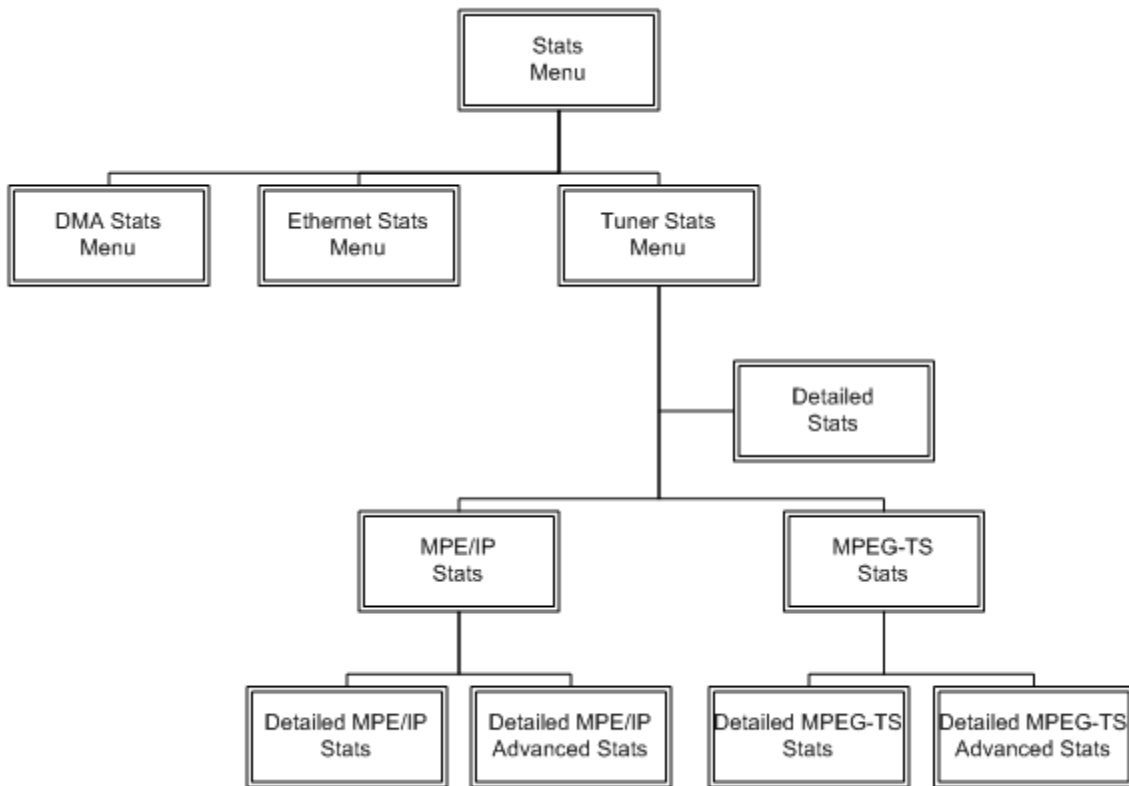 Stats
Menu
DMA Stats
Menu
Ethernet Stats
Menu
Tuner Stats
Menu
Detailed
Stats
MPE/IP
Stats
MPEG-TS
Stats
Detailed MPE/IP
Stats
Detailed MPE/IP
Advanced Stats
Detailed MPEG-TS
Stats
Detailed MPEG-TS
Advanced Stats